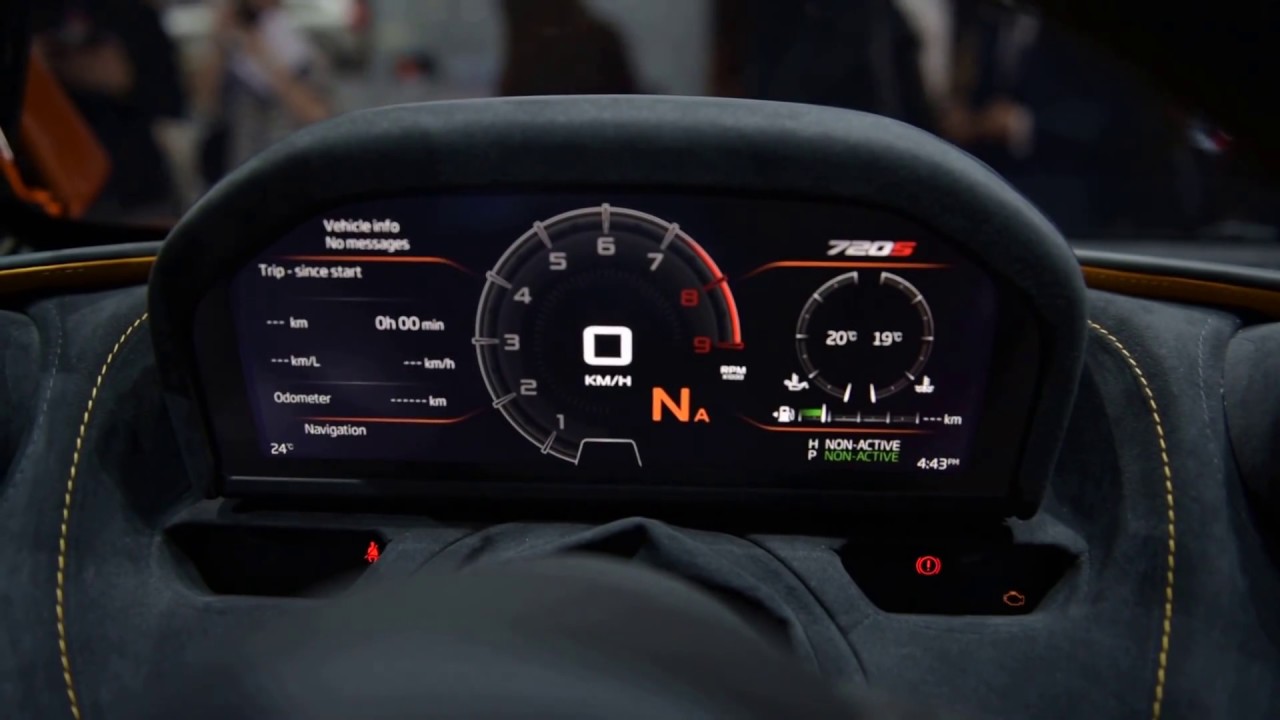 Vehicle info
No messages
Trip - since start
--- km
0h 00 min
--- km/L
--- km/h
Odometer
------ km
Navigation
24°C
1
2
3
4
5
6
7
8
9
0
KM/H
RPM
X1000
N A
720S
20°C
19°C
--- km
H NON-ACTIVE
P NON-ACTIVE
4:43 PM